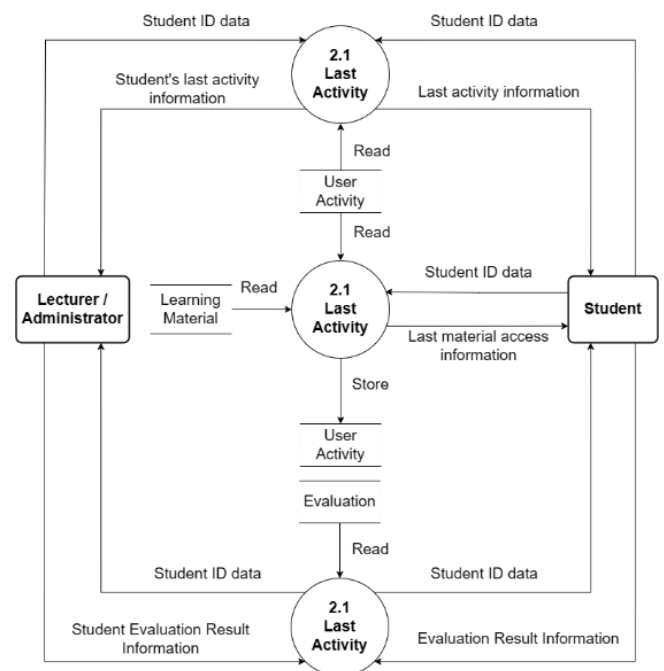 Student ID data
Student ID data
2.1
Last
Activity
Student's last activity
information
Last activity information
Read
User
Activity
Read
Lecturer /
Administrator
Learning
Material
Read
2.1
Last
Activity
Student ID data
Last material access
information
Student
Store
User
Activity
Evaluation
Read
Student ID data
Student ID data
2.1
Last
Activity
Student Evaluation Result
Information
Evaluation Result Information